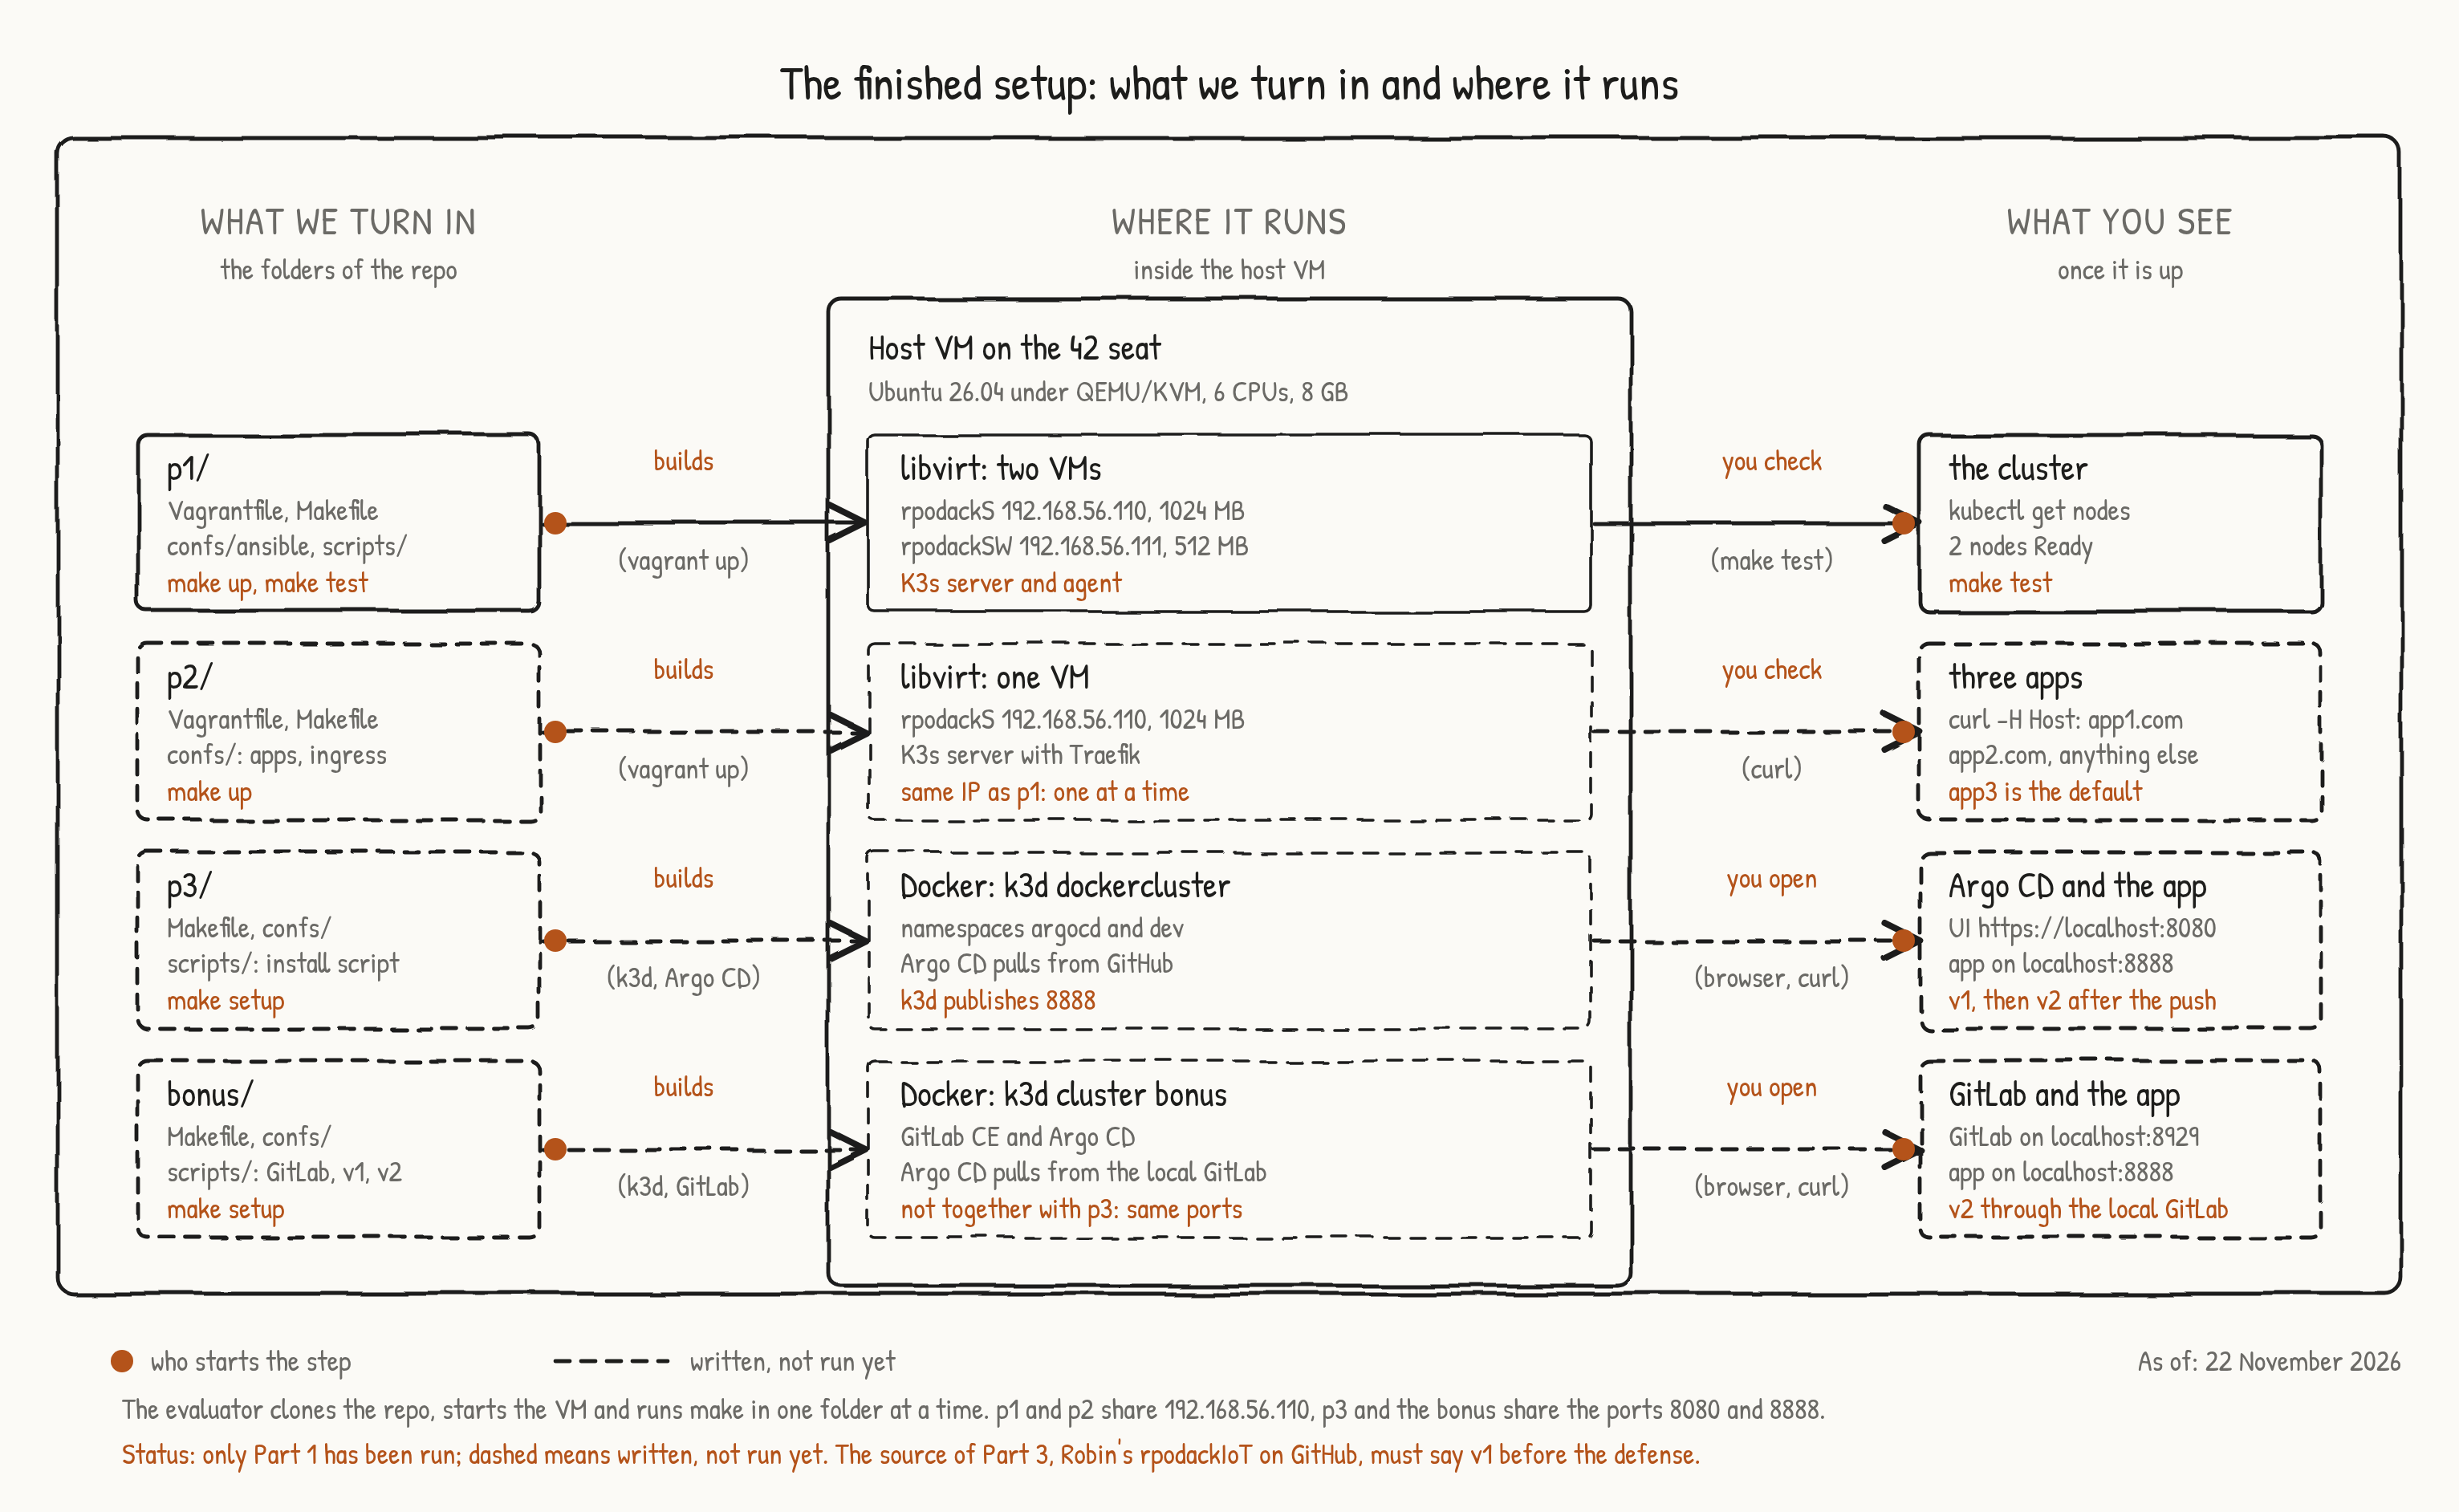 The finished setup: what we turn in and where it runs
WHAT WE TURN IN
the folders of the repo
WHERE IT RUNS
inside the host VM
WHAT YOU SEE
once it is up
Host VM on the 42 seat
Ubuntu 26.04 under QEMU/KVM, 6 CPUs, 8 GB
p1/
Vagrantfile, Makefile
confs/ansible, scripts/
make up, make test
builds
(vagrant up)
libvirt: two VMs
rpodackS 192.168.56.110, 1024 MB
rpodackSW 192.168.56.111, 512 MB
K3s server and agent
you check
(make test)
the cluster
kubectl get nodes
2 nodes Ready
make test
p2/
Vagrantfile, Makefile
confs/: apps, ingress
make up
builds
(vagrant up)
libvirt: one VM
rpodackS 192.168.56.110, 1024 MB
K3s server with Traefik
same IP as p1: one at a time
you check
(curl)
three apps
curl -H Host: app1.com
app2.com, anything else
app3 is the default
p3/
Makefile, confs/
scripts/: install script
make setup
builds
(k3d, Argo CD)
Docker: k3d dockercluster
namespaces argocd and dev
Argo CD pulls from GitHub
k3d publishes 8888
you open
(browser, curl)
Argo CD and the app
UI https://localhost:8080
app on localhost:8888
v1, then v2 after the push
bonus/
Makefile, confs/
scripts/: GitLab, v1, v2
make setup
builds
(k3d, GitLab)
Docker: k3d cluster bonus
GitLab CE and Argo CD
Argo CD pulls from the local GitLab
not together with p3: same ports
you open
(browser, curl)
GitLab and the app
GitLab on localhost:8929
app on localhost:8888
v2 through the local GitLab
who starts the step
written, not run yet
As of: 22 November 2026
The evaluator clones the repo, starts the VM and runs make in one folder at a time. p1 and p2 share 192.168.56.110, p3 and the bonus share the ports 8080 and 8888.
Status: only Part 1 has been run; dashed means written, not run yet. The source of Part 3, Robin's rpodackIoT on GitHub, must say v1 before the defense.